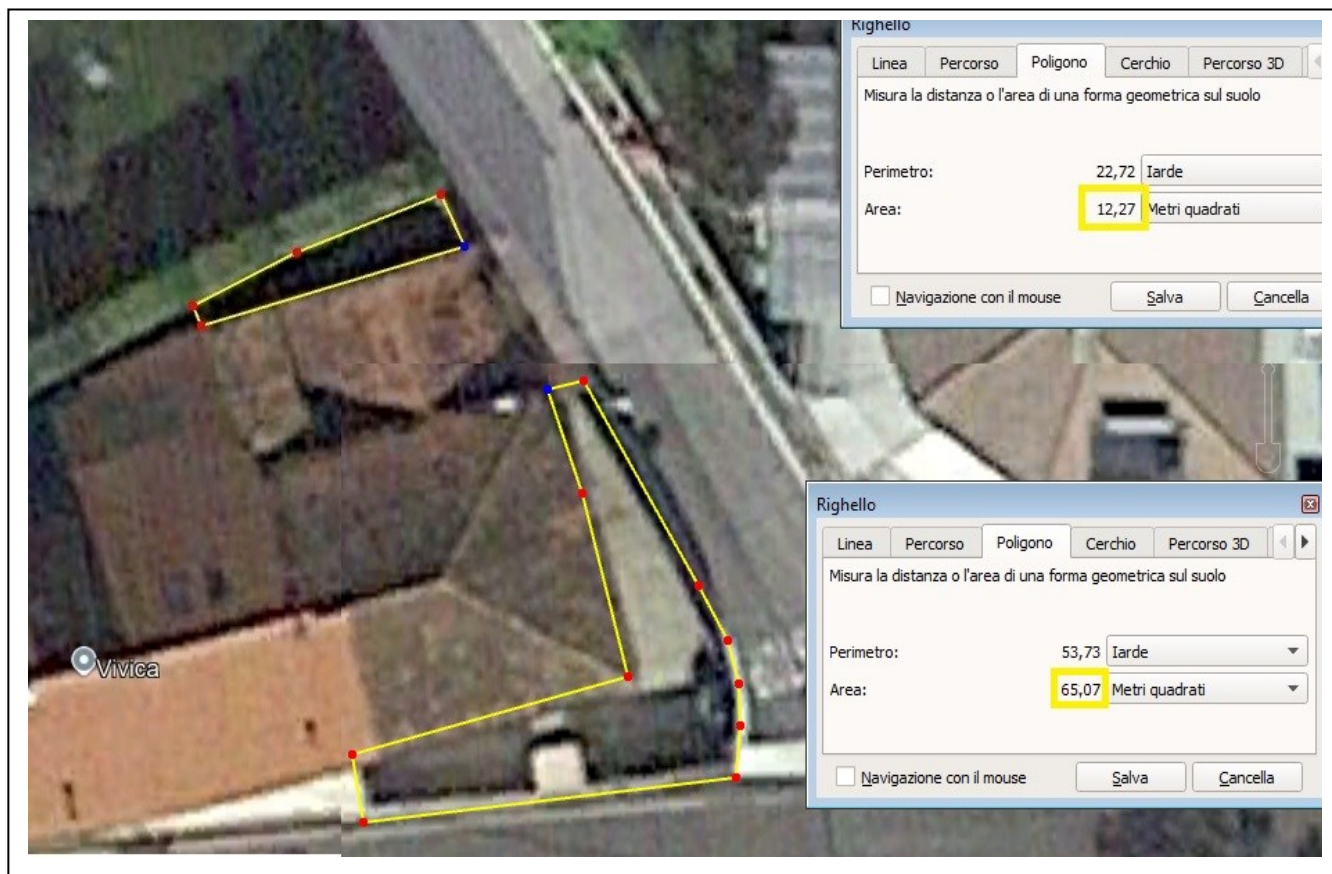 Righello
Linea Percorso Poligono Cerchio Percorso 3D
Misura la distanza o l'area di una forma geometrica sul suolo
Perimetro: 22,72 Iarde
Area: 12,27 Metri quadrati
Navigazione con il mouse Salva Cancella
Righello
Linea Percorso Poligono Cerchio Percorso 3D
Misura la distanza o l'area di una forma geometrica sul suolo
Perimetro: 53,73 Iarde
Area: 65,07 Metri quadrati
Navigazione con il mouse Salva Cancella
Vivica